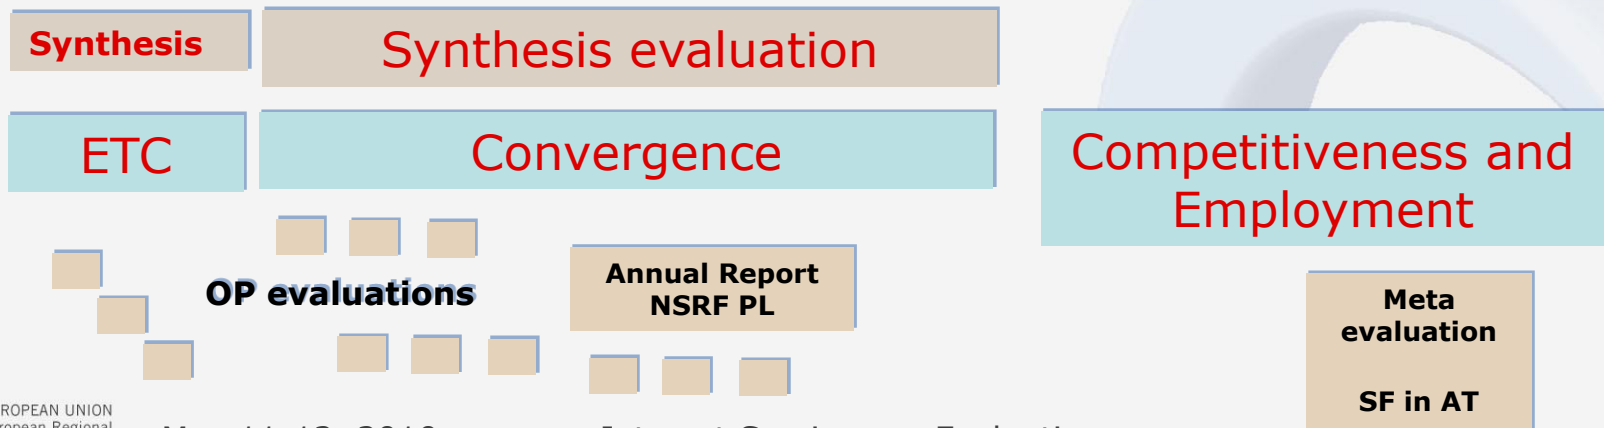 Synthesis
Synthesis evaluation
ETC
Convergence
Competitiveness and
Employment
OP evaluations
Annual Report
NSRF PL
Meta
evaluation
SF in AT
EUROPEAN UNION